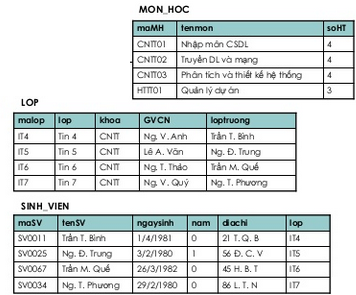 MON_HOC
maMH tenmon soHT
CNTT01 Nhập môn CSDL 4
CNTT02 Truyền DL và mạng 4
CNTT03 Phân tích và thiết kế hệ thống 4
HTTT01 Quản lý dự án 3
LOP
malop lop khoa GVCN loptruong
IT4 Tin 4 CNTT Ng. V. Anh Trần T. Bình
IT5 Tin 5 CNTT Lê A. Văn Ng. Đ. Trung
IT6 Tin 6 CNTT Ng. T. Thảo Trần M. Quế
IT7 Tin 7 CNTT Ng. V. Quý Ng. T. Phương
SINH_VIEN
maSV tenSV ngaysinh nam diachi lop
SV0011 Trần T. Bình 1/4/1981 0 21 T. Q. B IT4
SV0025 Ng. Đ. Trung 3/2/1980 1 56 Đ. C. V IT5
SV0067 Trần M. Quế 26/3/1982 0 45 H. B. T IT6
SV0034 Ng. T. Phương 29/2/1980 0 86 L. T. N IT7